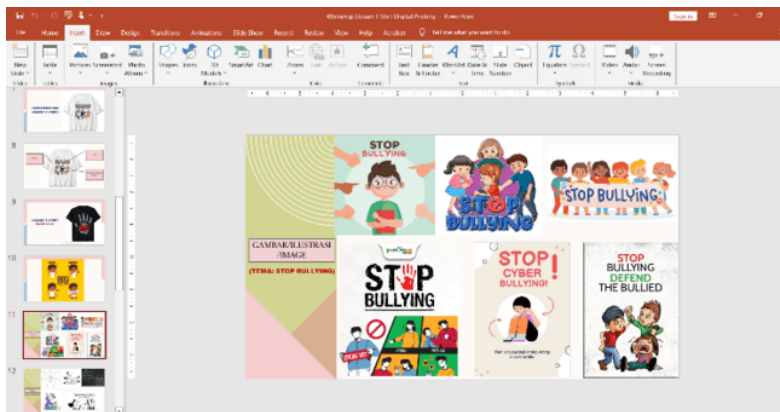 Workshop Desain T Shirt Digital Printing - PowerPoint
Sign in
File Home Insert Draw Design Transitions Animations Slide Show Record Review View Help Acrobat Tell me what you want to do
New Slide Table Pictures Screenshot Photo Album Shapes Icons 3D Models SmartArt Chart Zoom Link Action Comment Text Box Header & Footer WordArt Date & Time Slide Number Object Equation Symbol Video Audio Screen Recording
Slides Tables Images Illustrations Links Comments Text Symbols Media
8
9
10
11
12
STOP
BULLYING
STOP
BULLYING
STOP BULLYING
GAMBAR/ILUSTRASI
/IMAGE
(TEMA: STOP BULLYING)
STOP
BULLYING
STOP
CYBER
BULLYING!
STOP
BULLYING
DEFEND
THE BULLIED